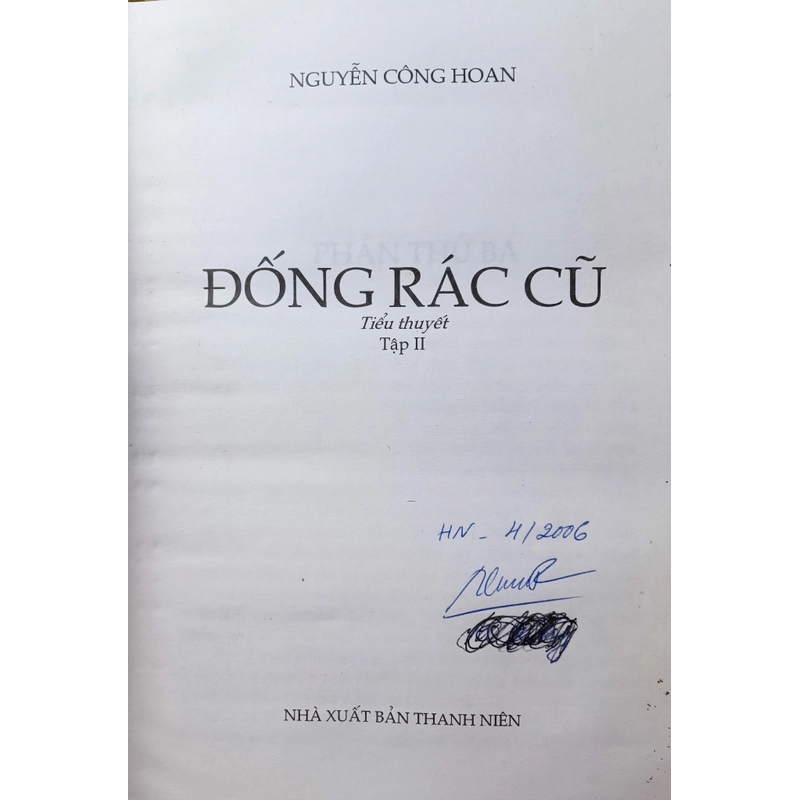 NGUYỄN CÔNG HOAN
PHẦN THỨ BA
ĐỐNG RÁC CŨ
Tiểu thuyết
Tập II
HN - 4/2006
NHÀ XUẤT BẢN THANH NIÊN